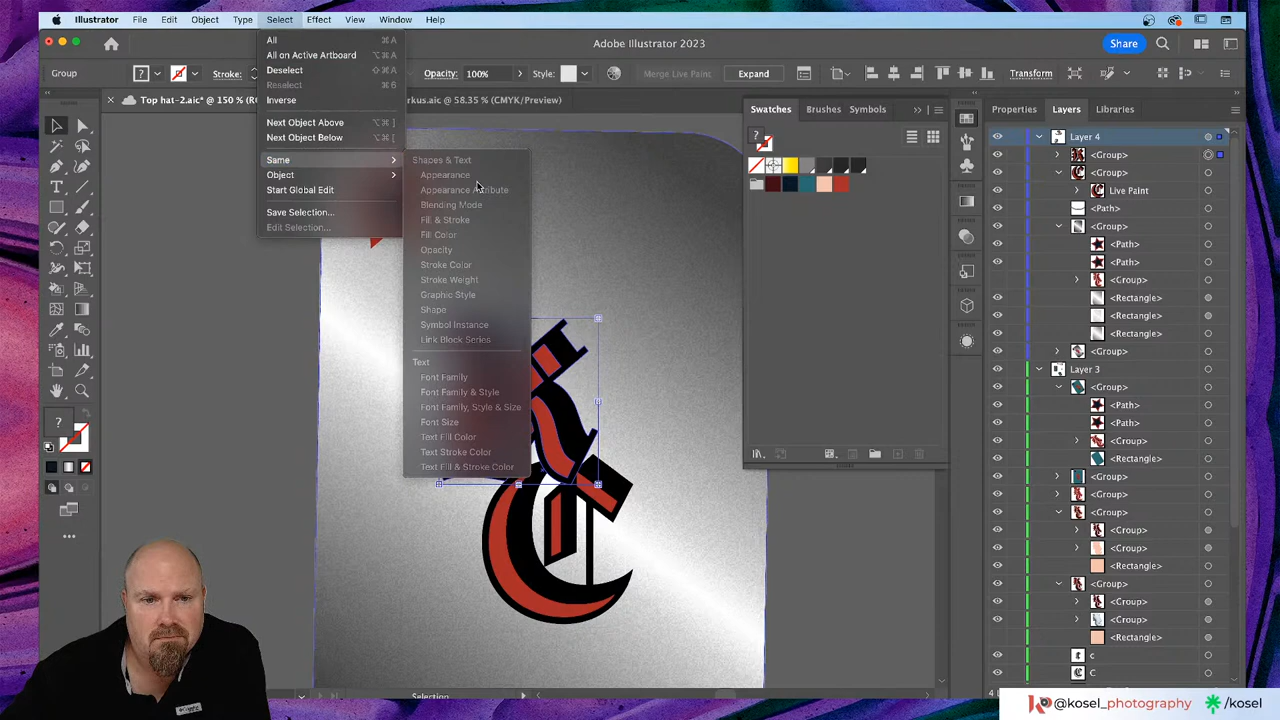 Illustrator File Edit Object Type Select Effect View Window Help
Adobe Illustrator 2023
Share
Group
Stroke:
Opacity: 100%
Style:
Merge Live Paint
Expand
Transform
Top hat-2.aic* @ 150 % (R
rkus.aic @ 58.35 % (CMYK/Preview)
All ⌘A
All on Active Artboard ⌥⌘A
Deselect ⇧⌘A
Reselect ⌘6
Inverse
Next Object Above ⌥⌘]
Next Object Below ⌥⌘[
Same
Object
Start Global Edit
Save Selection...
Edit Selection...
Shapes & Text
Appearance
Appearance Attribute
Blending Mode
Fill & Stroke
Fill Color
Opacity
Stroke Color
Stroke Weight
Graphic Style
Shape
Symbol Instance
Link Block Series
Text
Font Family
Font Family & Style
Font Family, Style & Size
Font Size
Text Fill Color
Text Stroke Color
Text Fill & Stroke Color
Swatches Brushes Symbols
Properties Layers Libraries
Layer 4
<Group>
<Group>
Live Paint
<Path>
<Group>
<Path>
<Path>
<Group>
<Rectangle>
<Rectangle>
<Rectangle>
<Group>
Layer 3
<Group>
<Path>
<Path>
<Group>
<Rectangle>
<Group>
<Group>
<Group>
<Group>
<Group>
<Rectangle>
<Group>
<Group>
<Group>
<Rectangle>
c
C
Selection
@kosel_photography /kosel